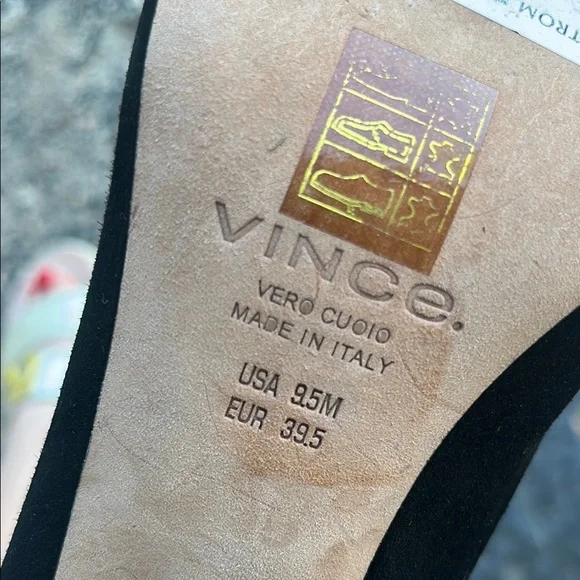 VINCe.
VERO CUOIO
MADE IN ITALY
USA 9.5M
EUR 39.5